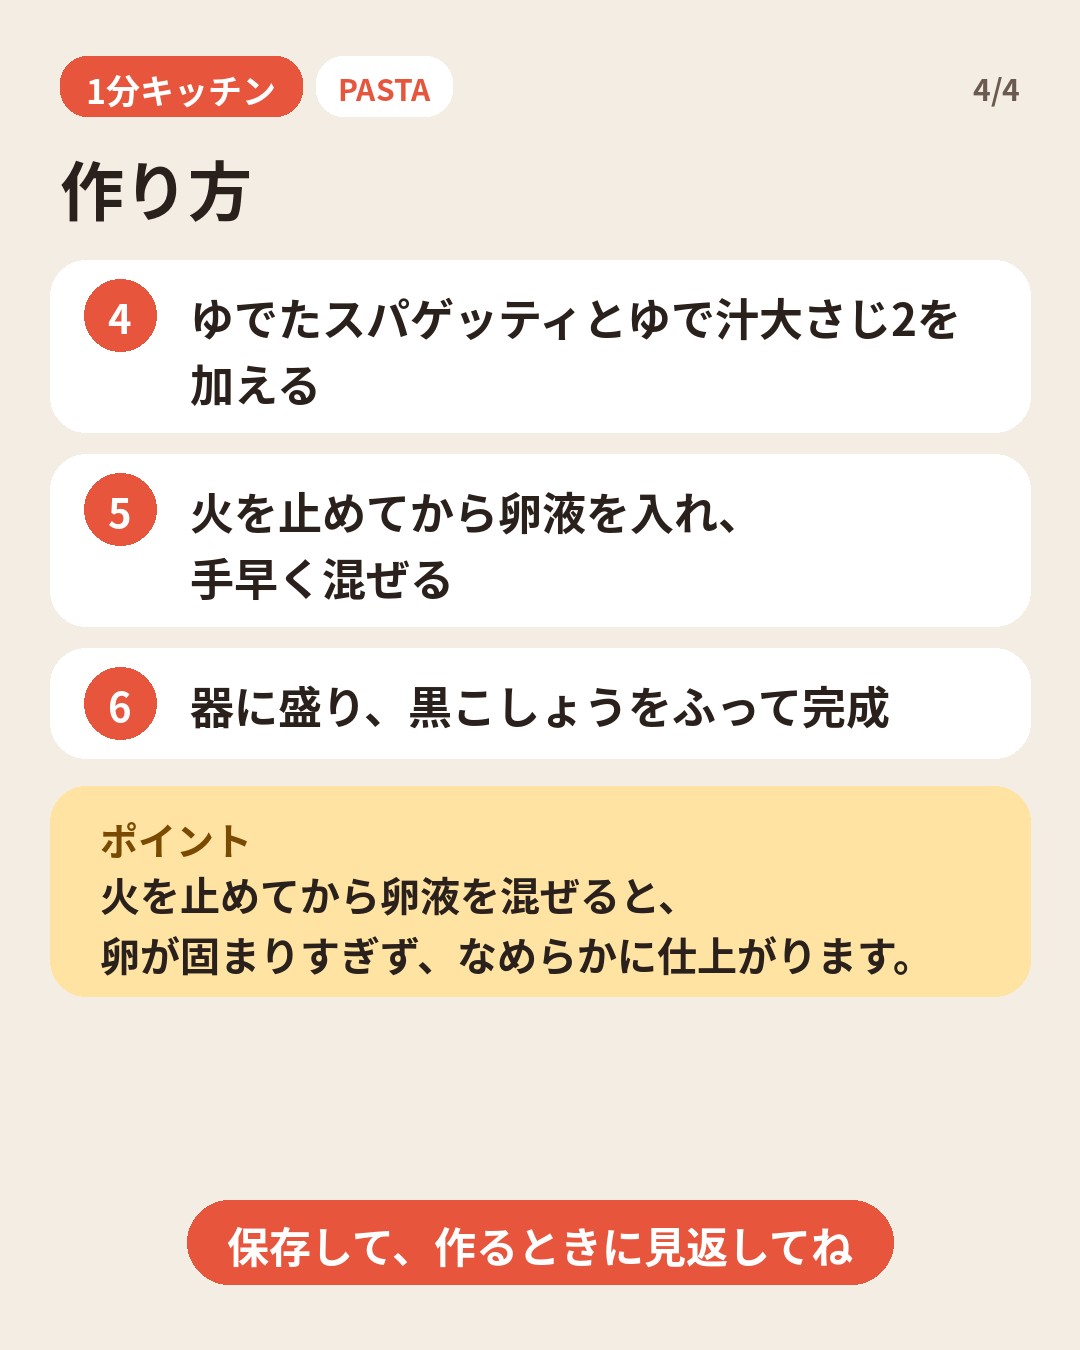 1分キッチン
PASTA
4/4
作り方
4
ゆでたスパゲッティとゆで汁大さじ2を
加える
5
火を止めてから卵液を入れ、
手早く混ぜる
6
器に盛り、黒こしょうをふって完成
ポイント
火を止めてから卵液を混ぜると、
卵が固まりすぎず、なめらかに仕上がります。
保存して、作るときに見返してね